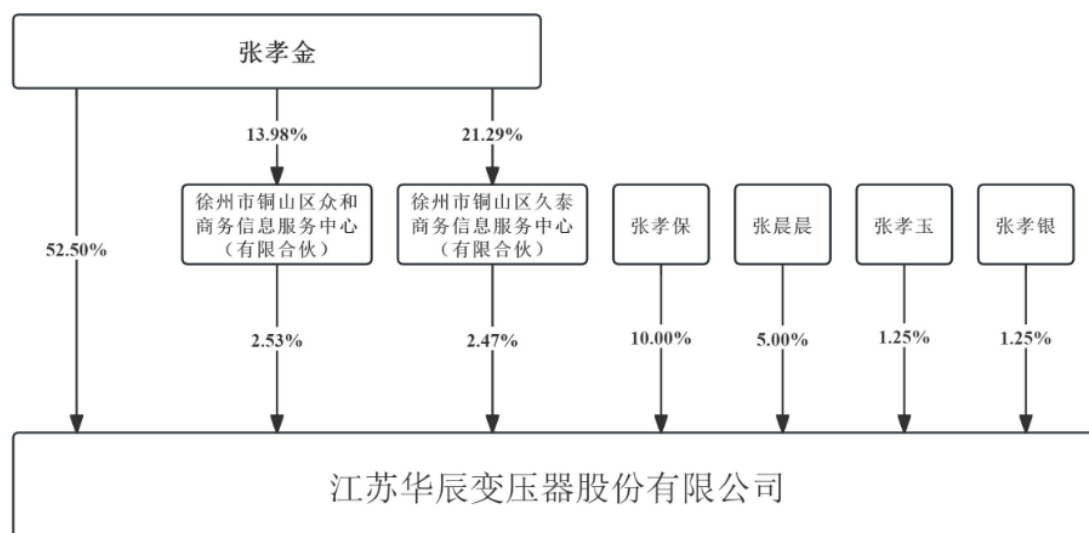 张孝金
13.98%
21.29%
徐州市铜山区众和
商务信息服务中心
（有限合伙）
徐州市铜山区久泰
商务信息服务中心
（有限合伙）
张孝保
张晨晨
张孝玉
张孝银
52.50%
2.53%
2.47%
10.00%
5.00%
1.25%
1.25%
江苏华辰变压器股份有限公司